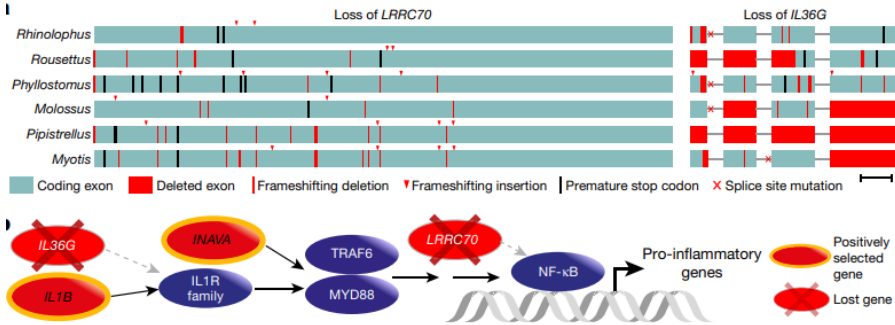 Loss of LRRC70
Loss of IL36G
Rhinolophus
Rousettus
Phyllostomus
Molossus
Pipistrellus
Myotis
Coding exon
Deleted exon
Frameshifting deletion
Frameshifting insertion
Premature stop codon
Splice site mutation
IL36G
INAVA
LRRC70
TRAF6
Pro-inflammatory
genes
Positively
selected
gene
IL1B
IL1R
family
MYD88
NF-κB
Lost gene